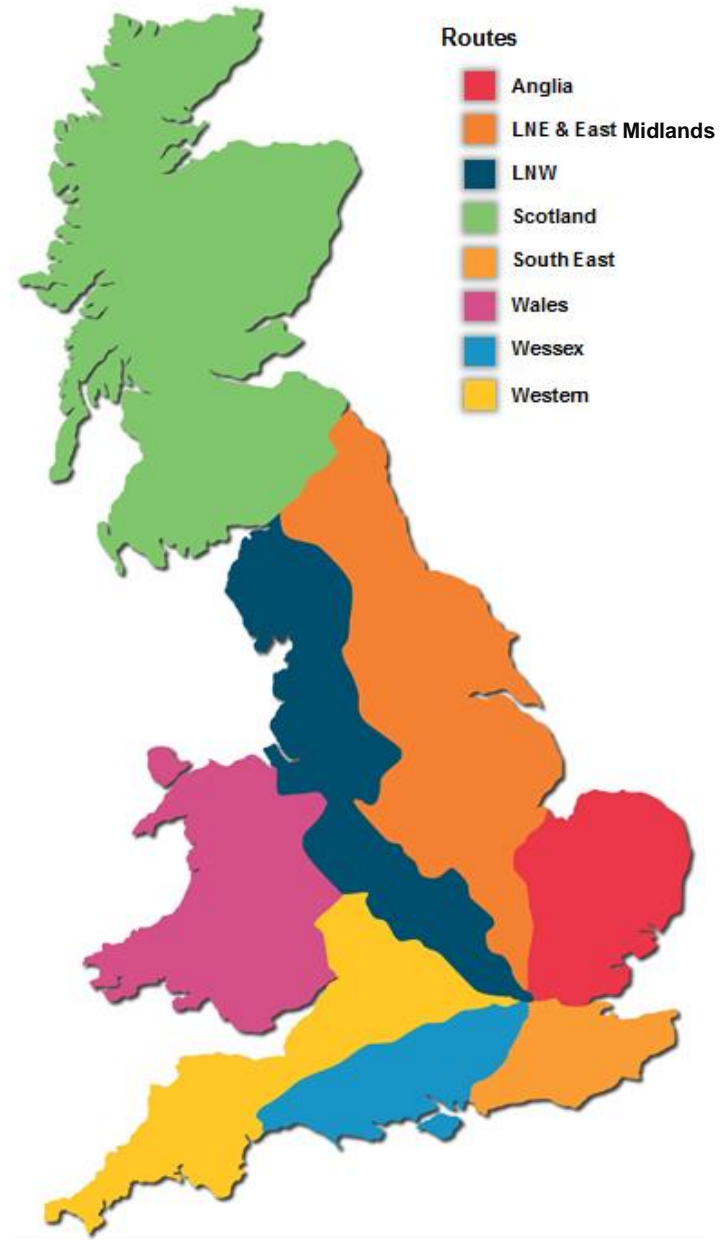 Routes
Anglia
LNE & East Midlands
LNW
Scotland
South East
Wales
Wessex
Western